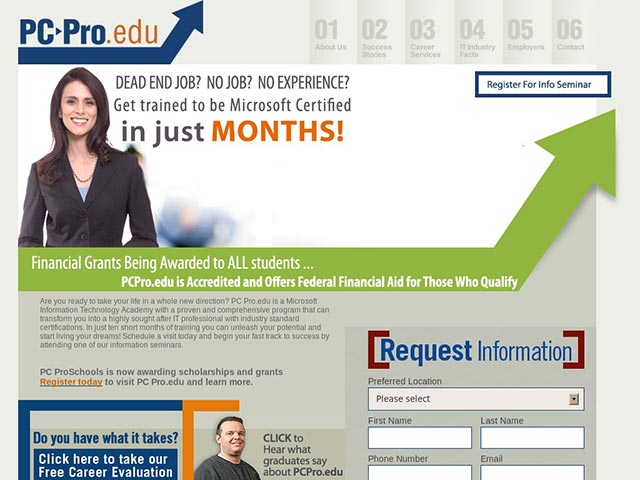 PC Pro.edu
01 02 03 04 05 06
About Us Success Stories Career Services IT Industry Facts Employers Contact
DEAD END JOB? NO JOB? NO EXPERIENCE?
Get trained to be Microsoft Certified
in just MONTHS!
Register For Info Seminar
Financial Grants Being Awarded to ALL students ...
PCPro.edu is Accredited and Offers Federal Financial Aid for Those Who Qualify
Are you ready to take your life in a whole new direction? PC Pro.edu is a Microsoft
Information Technology Academy with a proven and comprehensive program that can
transform you into a highly sought after IT professional with industry standard
certifications. In just ten short months of training you can unleash your potential and
start living your dreams! Schedule a visit today and begin your fast track to success by
attending one of our information seminars.
PC ProSchools is now awarding scholarships and grants
Register today to visit PC Pro.edu and learn more.
Do you have what it takes?
Click here to take our
Free Career Evaluation
CLICK to
Hear what
graduates say
about PCPro.edu
[Request Information]
Preferred Location
Please select
First Name Last Name
Phone Number Email